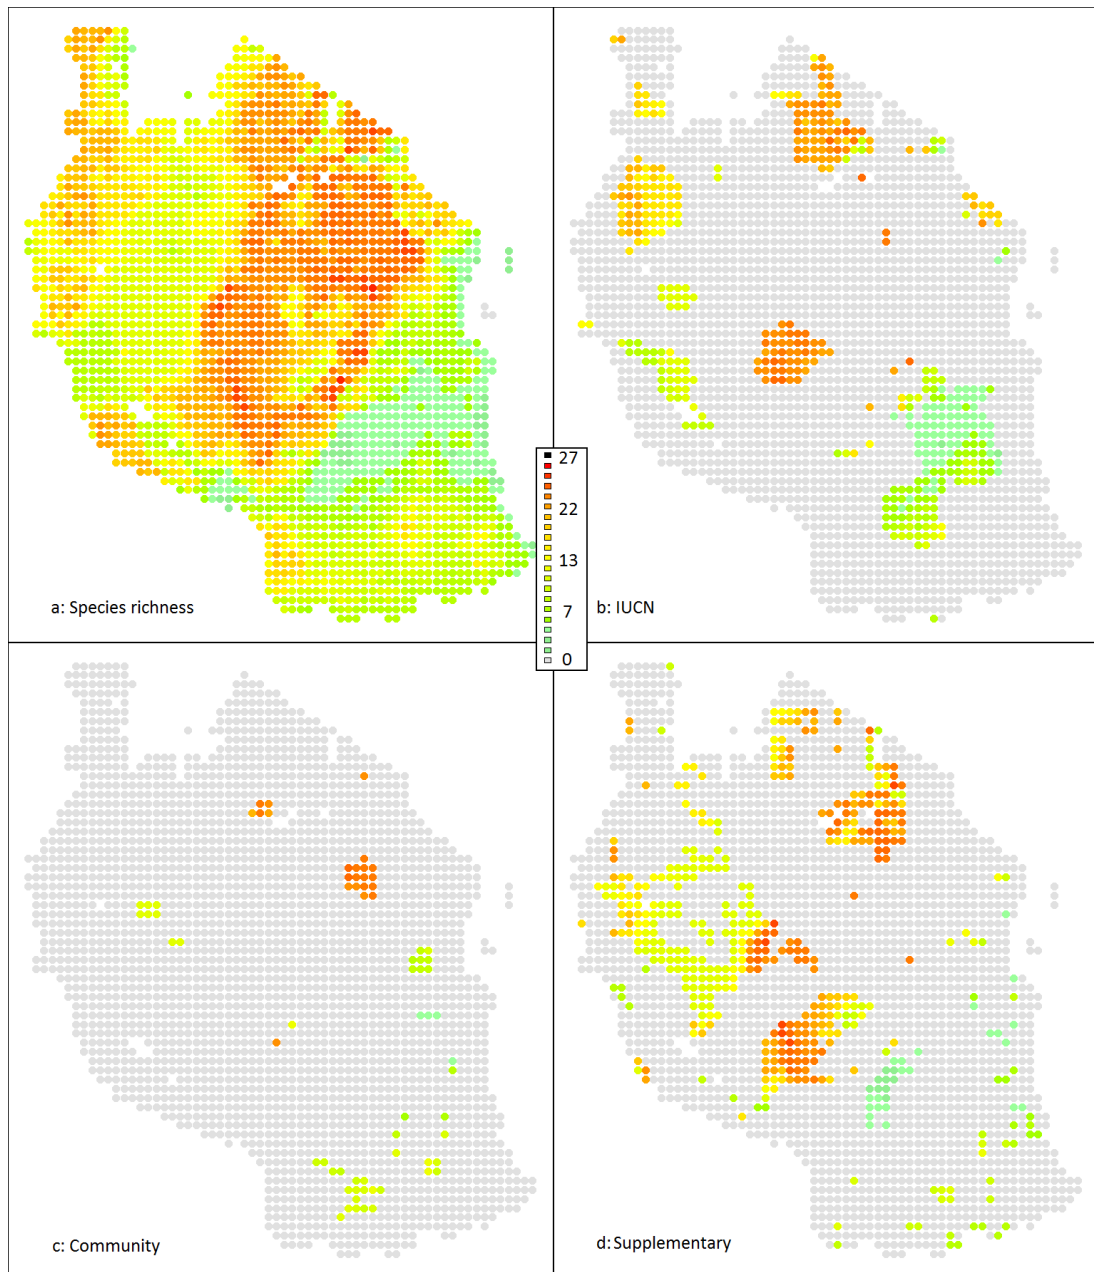 a: Species richness
b: IUCN
27
22
13
7
0
c: Community
d: Supplementary